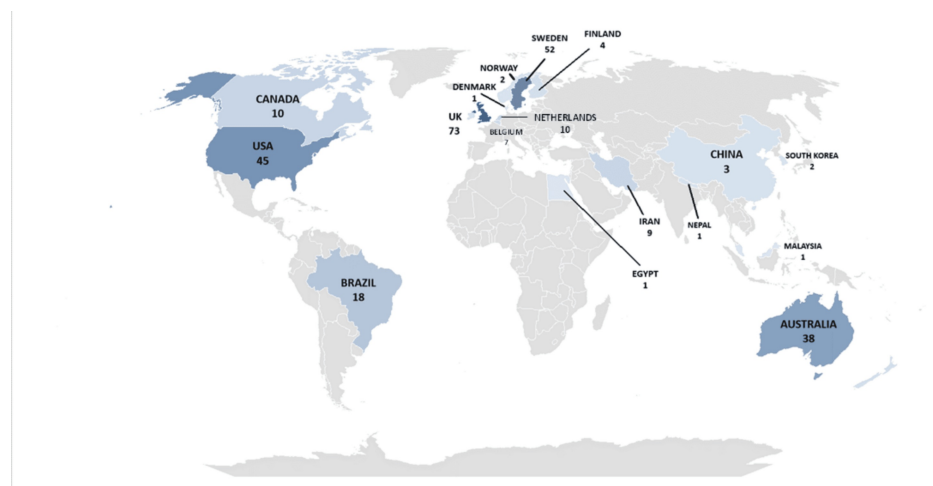 FINLAND
4
SWEDEN
52
NORWAY
2
DENMARK
1
CANADA
10
UK
73
NETHERLANDS
10
BELGIUM
7
USA
45
CHINA
3
SOUTH KOREA
2
IRAN
9
NEPAL
1
MALAYSIA
1
EGYPT
1
BRAZIL
18
AUSTRALIA
38